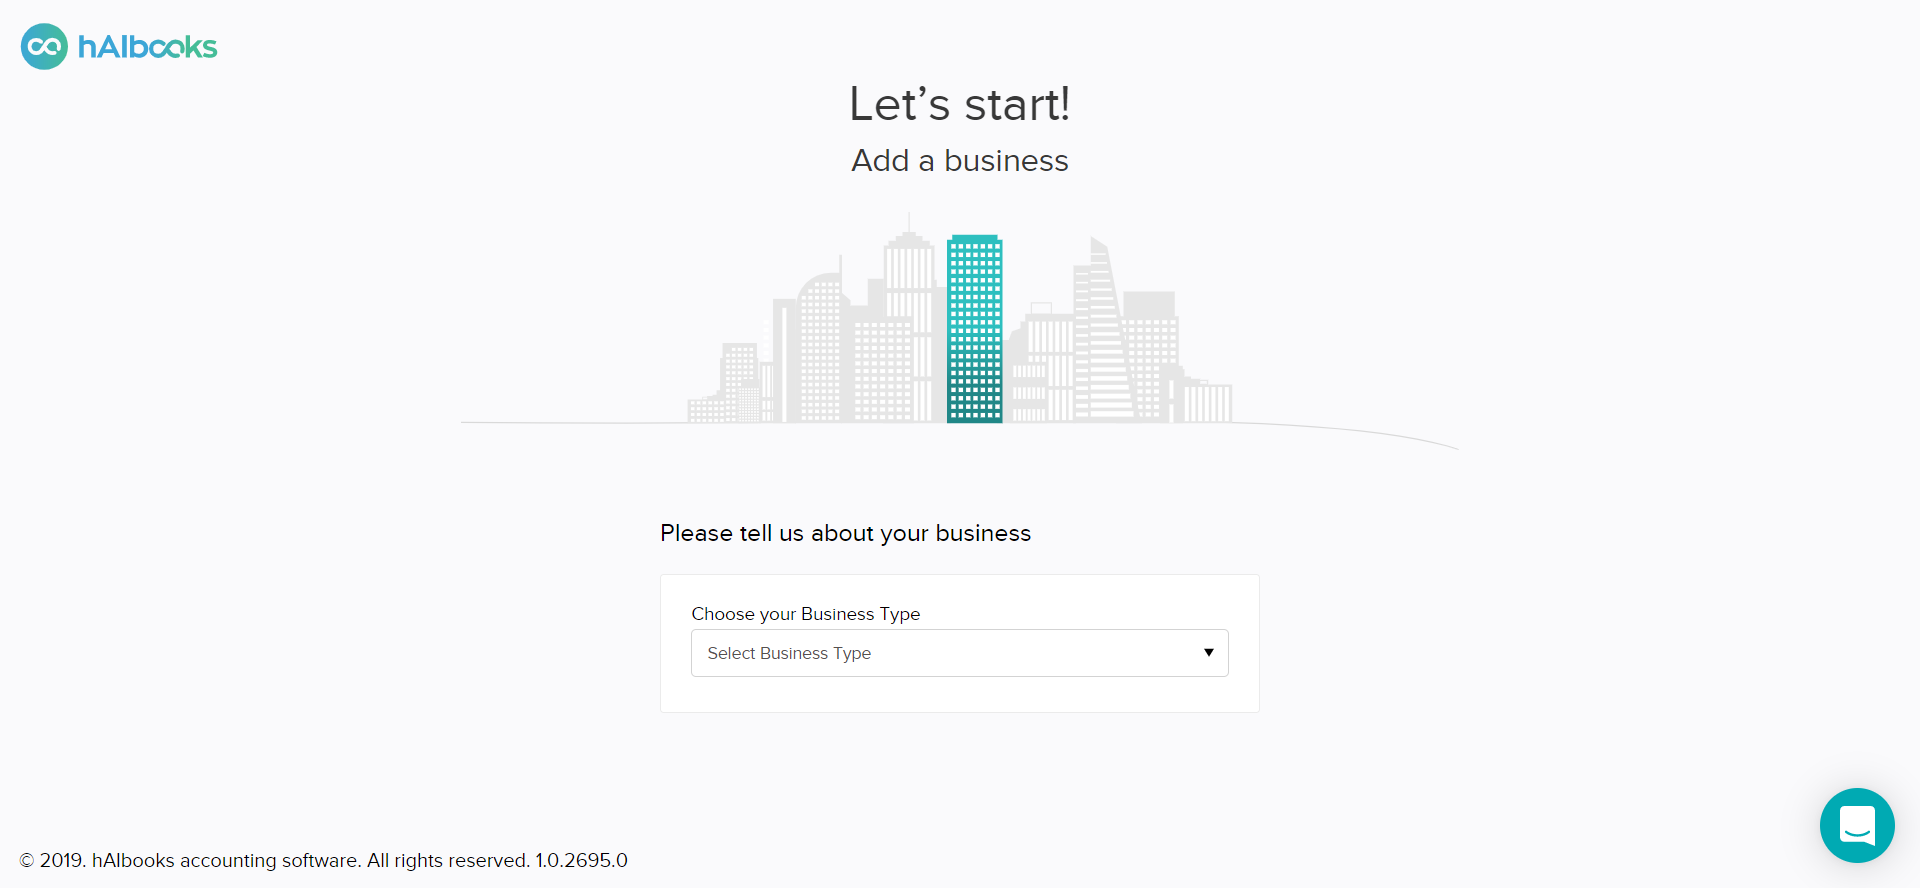 hAIbooks
Let’s start!
Add a business
Please tell us about your business
Choose your Business Type
Select Business Type
© 2019. hAIbooks accounting software. All rights reserved. 1.0.2695.0